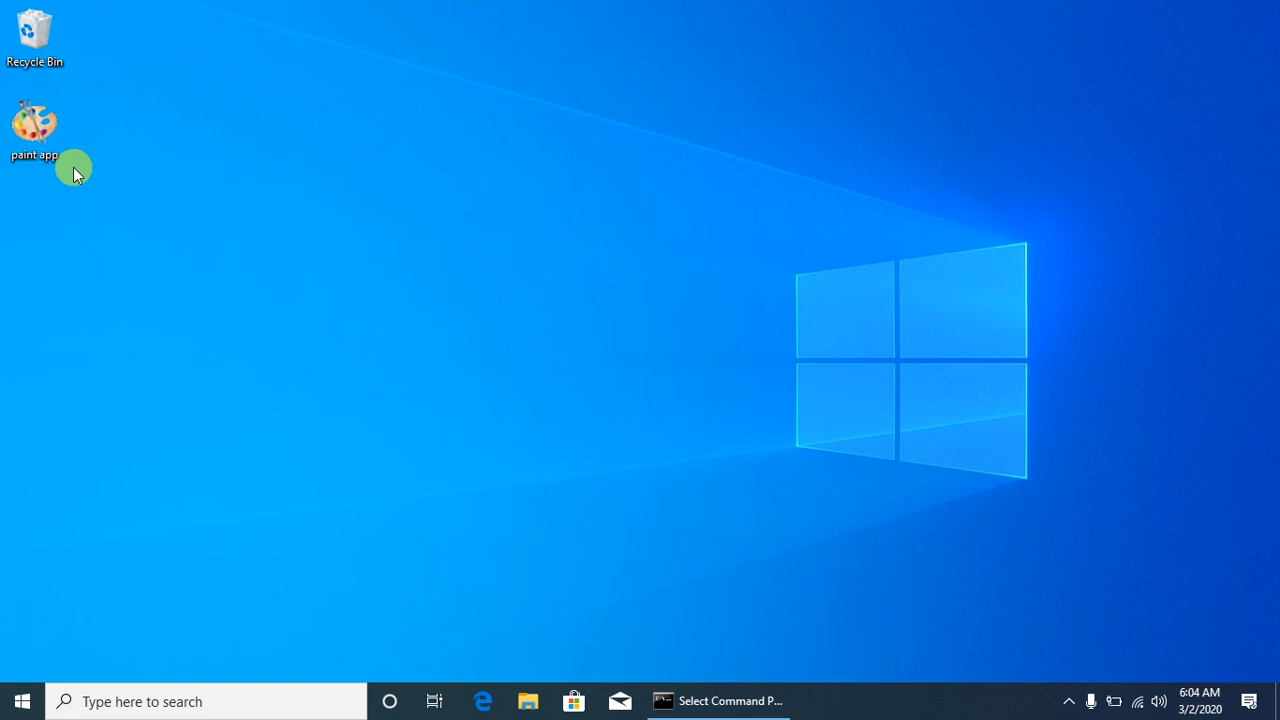 Recycle Bin
paint app
Type here to search
Select Command P...
6:04 AM
3/2/2020